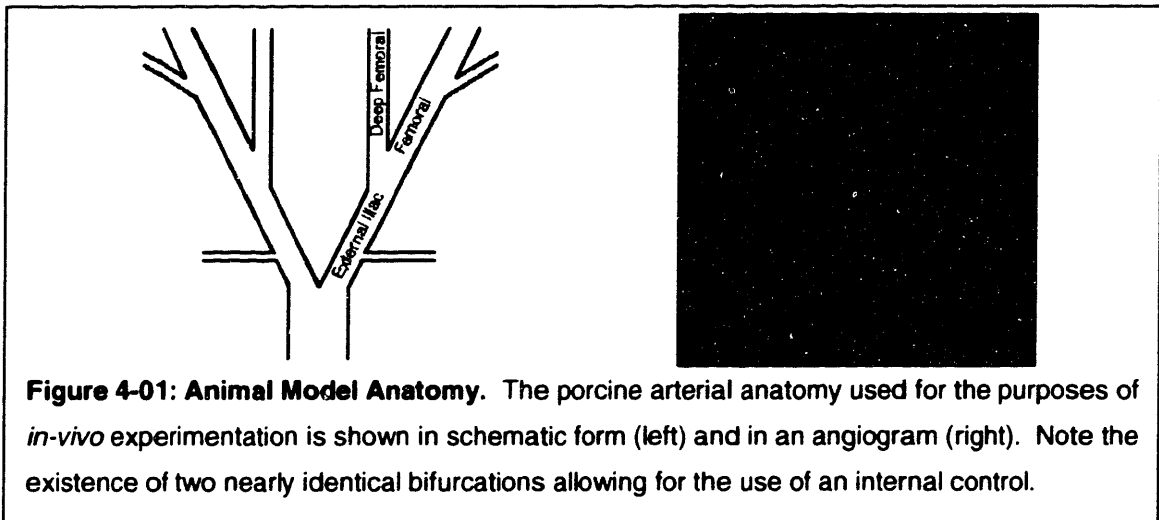 Deep Femoral
Femoral
External Iliac
Figure 4-01: Animal Model Anatomy. The porcine arterial anatomy used for the purposes of
in-vivo experimentation is shown in schematic form (left) and in an angiogram (right). Note the
existence of two nearly identical bifurcations allowing for the use of an internal control.